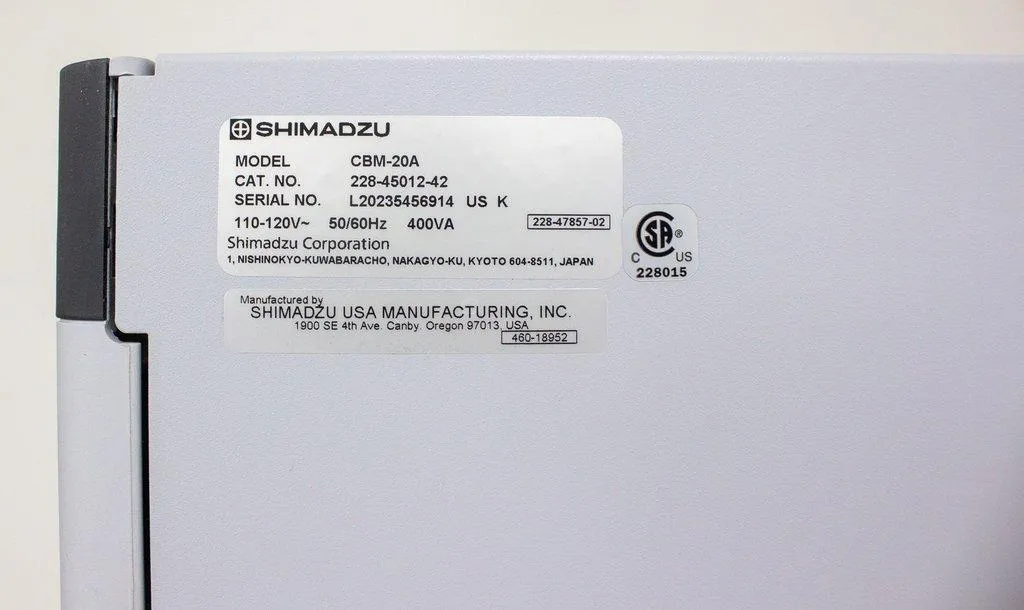 SHIMADZU
MODEL CBM-20A
CAT. NO. 228-45012-42
SERIAL NO. L20235456914 US K
110-120V~ 50/60Hz 400VA 228-47857-02
Shimadzu Corporation
1, NISHINOKYO-KUWABARACHO, NAKAGYO-KU, KYOTO 604-8511, JAPAN
SA ®
C US
228015
Manufactured by
SHIMADZU USA MANUFACTURING, INC.
1900 SE 4th Ave. Canby. Oregon 97013, USA
460-18952